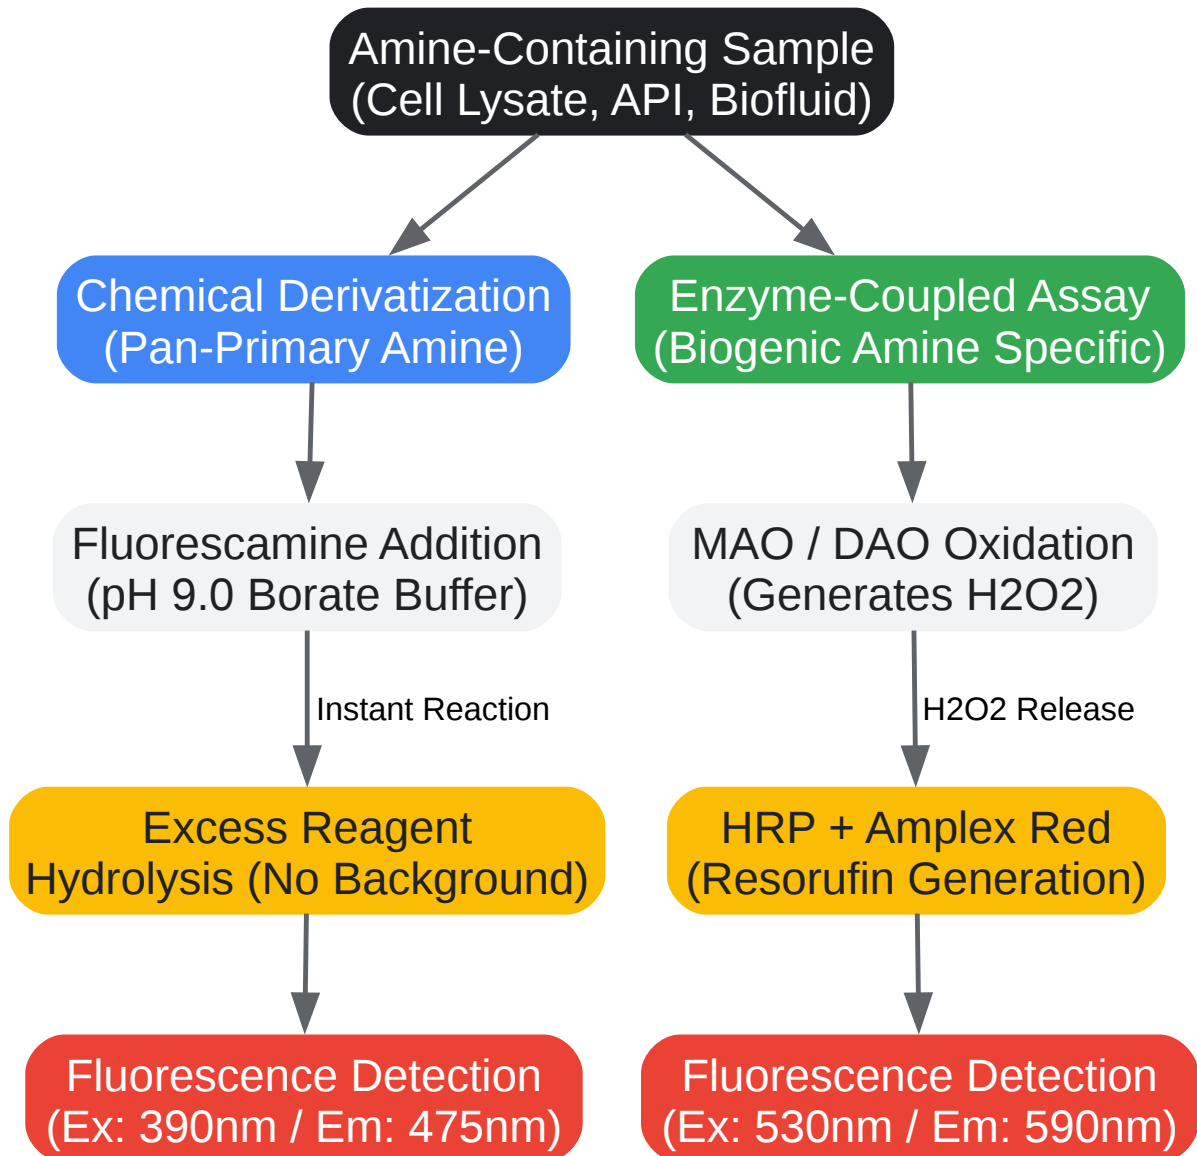 Amine-Containing Sample
(Cell Lysate, API, Biofluid)
Chemical Derivatization
(Pan-Primary Amine)
Enzyme-Coupled Assay
(Biogenic Amine Specific)
Fluorescamine Addition
(pH 9.0 Borate Buffer)
MAO / DAO Oxidation
(Generates H2O2)
Instant Reaction
H2O2 Release
Excess Reagent
Hydrolysis (No Background)
HRP + Amplex Red
(Resorufin Generation)
Fluorescence Detection
(Ex: 390nm / Em: 475nm)
Fluorescence Detection
(Ex: 530nm / Em: 590nm)